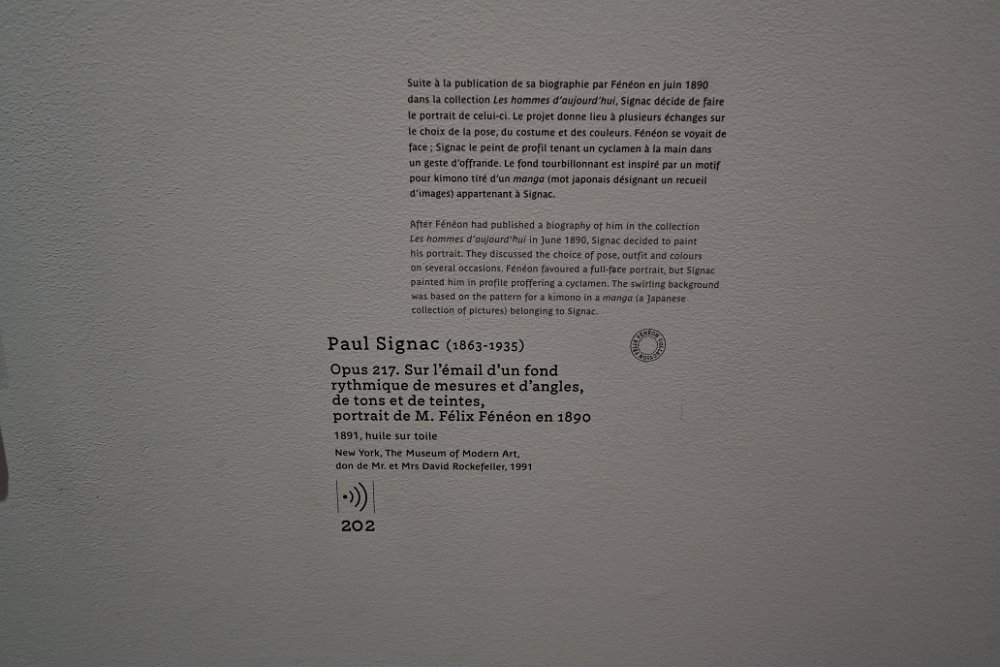 Suite à la publication de sa biographie par Fénéon en juin 1890
dans la collection Les hommes d'aujourd'hui, Signac décide de faire
le portrait de celui-ci. Le projet donne lieu à plusieurs échanges sur
le choix de la pose, du costume et des couleurs. Fénéon se voyait de
face ; Signac le peint de profil tenant un cyclamen à la main dans
un geste d'offrande. Le fond tourbillonnant est inspiré par un motif
pour kimono tiré d'un manga (mot japonais désignant un recueil
d'images) appartenant à Signac.
After Fénéon had published a biography of him in the collection
Les hommes d'aujourd'hui in June 1890, Signac decided to paint
his portrait. They discussed the choice of pose, outfit and colours
on several occasions. Fénéon favoured a full-face portrait, but Signac
painted him in profile proffering a cyclamen. The swirling background
was based on the pattern for a kimono in a manga (a Japanese
collection of pictures) belonging to Signac.
Paul Signac (1863-1935)
COLLECTION FÉLIX FÉNÉON
Opus 217. Sur l'émail d'un fond
rythmique de mesures et d'angles,
de tons et de teintes,
portrait de M. Félix Fénéon en 1890
1891, huile sur toile
New York, The Museum of Modern Art,
don de Mr. et Mrs David Rockefeller, 1991
202